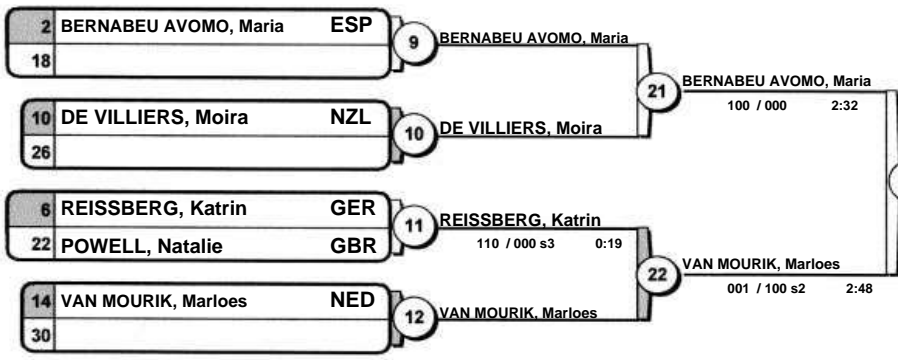 2 BERNABEU AVOMO, Maria ESP
18
9
BERNABEU AVOMO, Maria
10 DE VILLIERS, Moira NZL
26
10
DE VILLIERS, Moira
21
BERNABEU AVOMO, Maria
100 / 000 2:32
6 REISSBERG, Katrin GER
22 POWELL, Natalie GBR
11
REISSBERG, Katrin
110 / 000 s3 0:19
14 VAN MOURIK, Marloes NED
30
12
VAN MOURIK, Marloes
22
VAN MOURIK, Marloes
001 / 100 s2 2:48